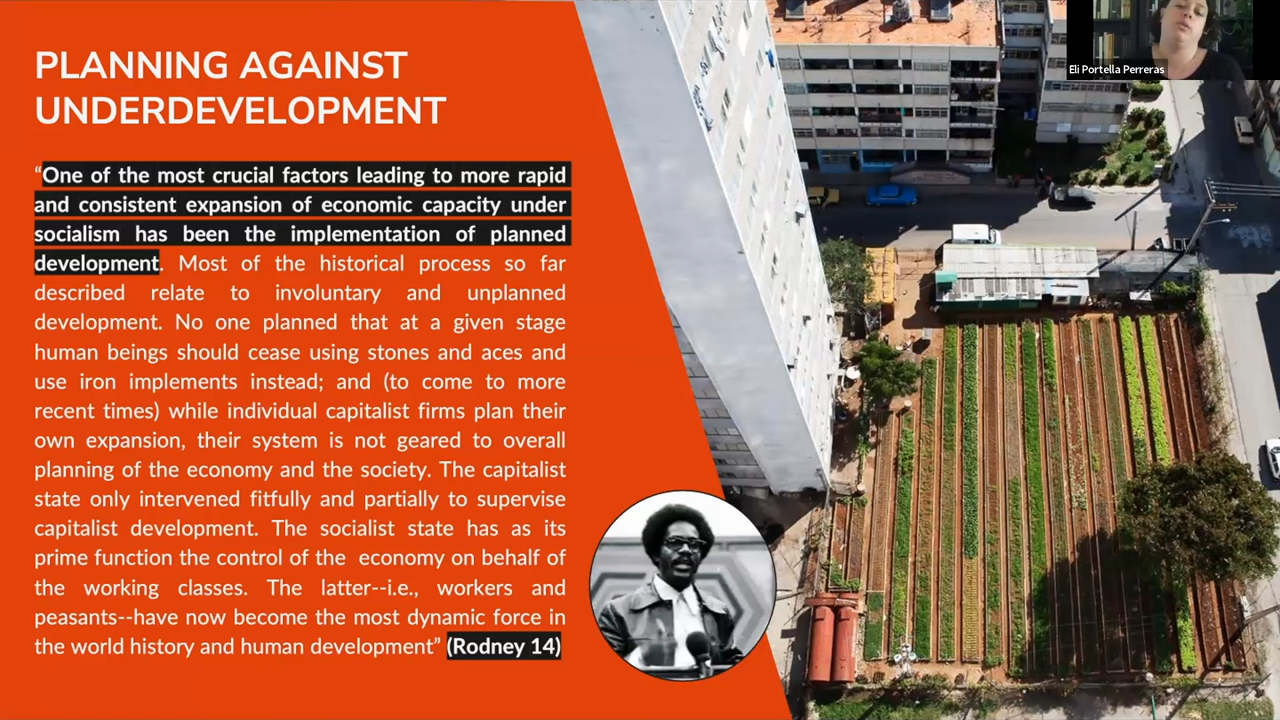 PLANNING AGAINST
UNDERDEVELOPMENT
“One of the most crucial factors leading to more rapid
and consistent expansion of economic capacity under
socialism has been the implementation of planned
development. Most of the historical process so far
described relate to involuntary and unplanned
development. No one planned that at a given stage
human beings should cease using stones and aces and
use iron implements instead; and (to come to more
recent times) while individual capitalist firms plan their
own expansion, their system is not geared to overall
planning of the economy and the society. The capitalist
state only intervened fitfully and partially to supervise
capitalist development. The socialist state has as its
prime function the control of the economy on behalf of
the working classes. The latter--i.e., workers and
peasants--have now become the most dynamic force in
the world history and human development” (Rodney 14)
Eli Portella Perreras